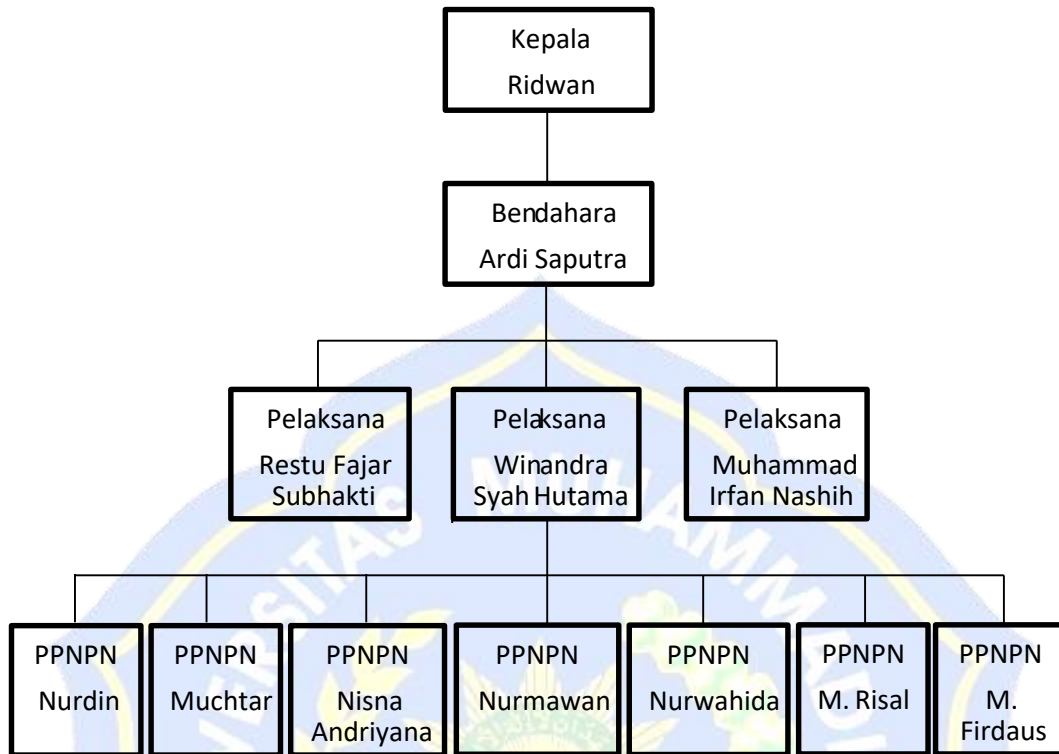 Kepala
Ridwan
Bendahara
Ardi Saputra
Pelaksana
Restu Fajar
Subhakti
Pelaksana
Winandra
Syah Hutama
Pelaksana
Muhammad
Irfan Nashih
PPNPN
Nurdin
PPNPN
Muchtar
PPNPN
Nisna
Andriyana
PPNPN
Nurmawan
PPNPN
Nurwahida
PPNPN
M. Risal
PPNPN
M.
Firdaus